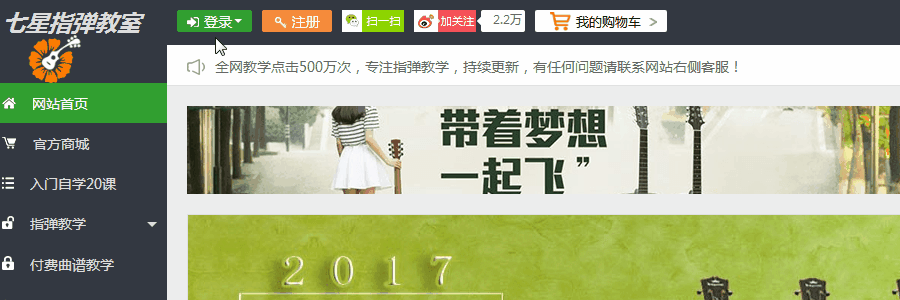 七星指弹教室
登录 注册 扫一扫 加关注 2.2万 我的购物车 >
全网教学点击500万次，专注指弹教学，持续更新，有任何问题请联系网站右侧客服！
网站首页
官方商城
入门自学20课
指弹教学
付费曲谱教学
带着梦想
一起飞”
2017